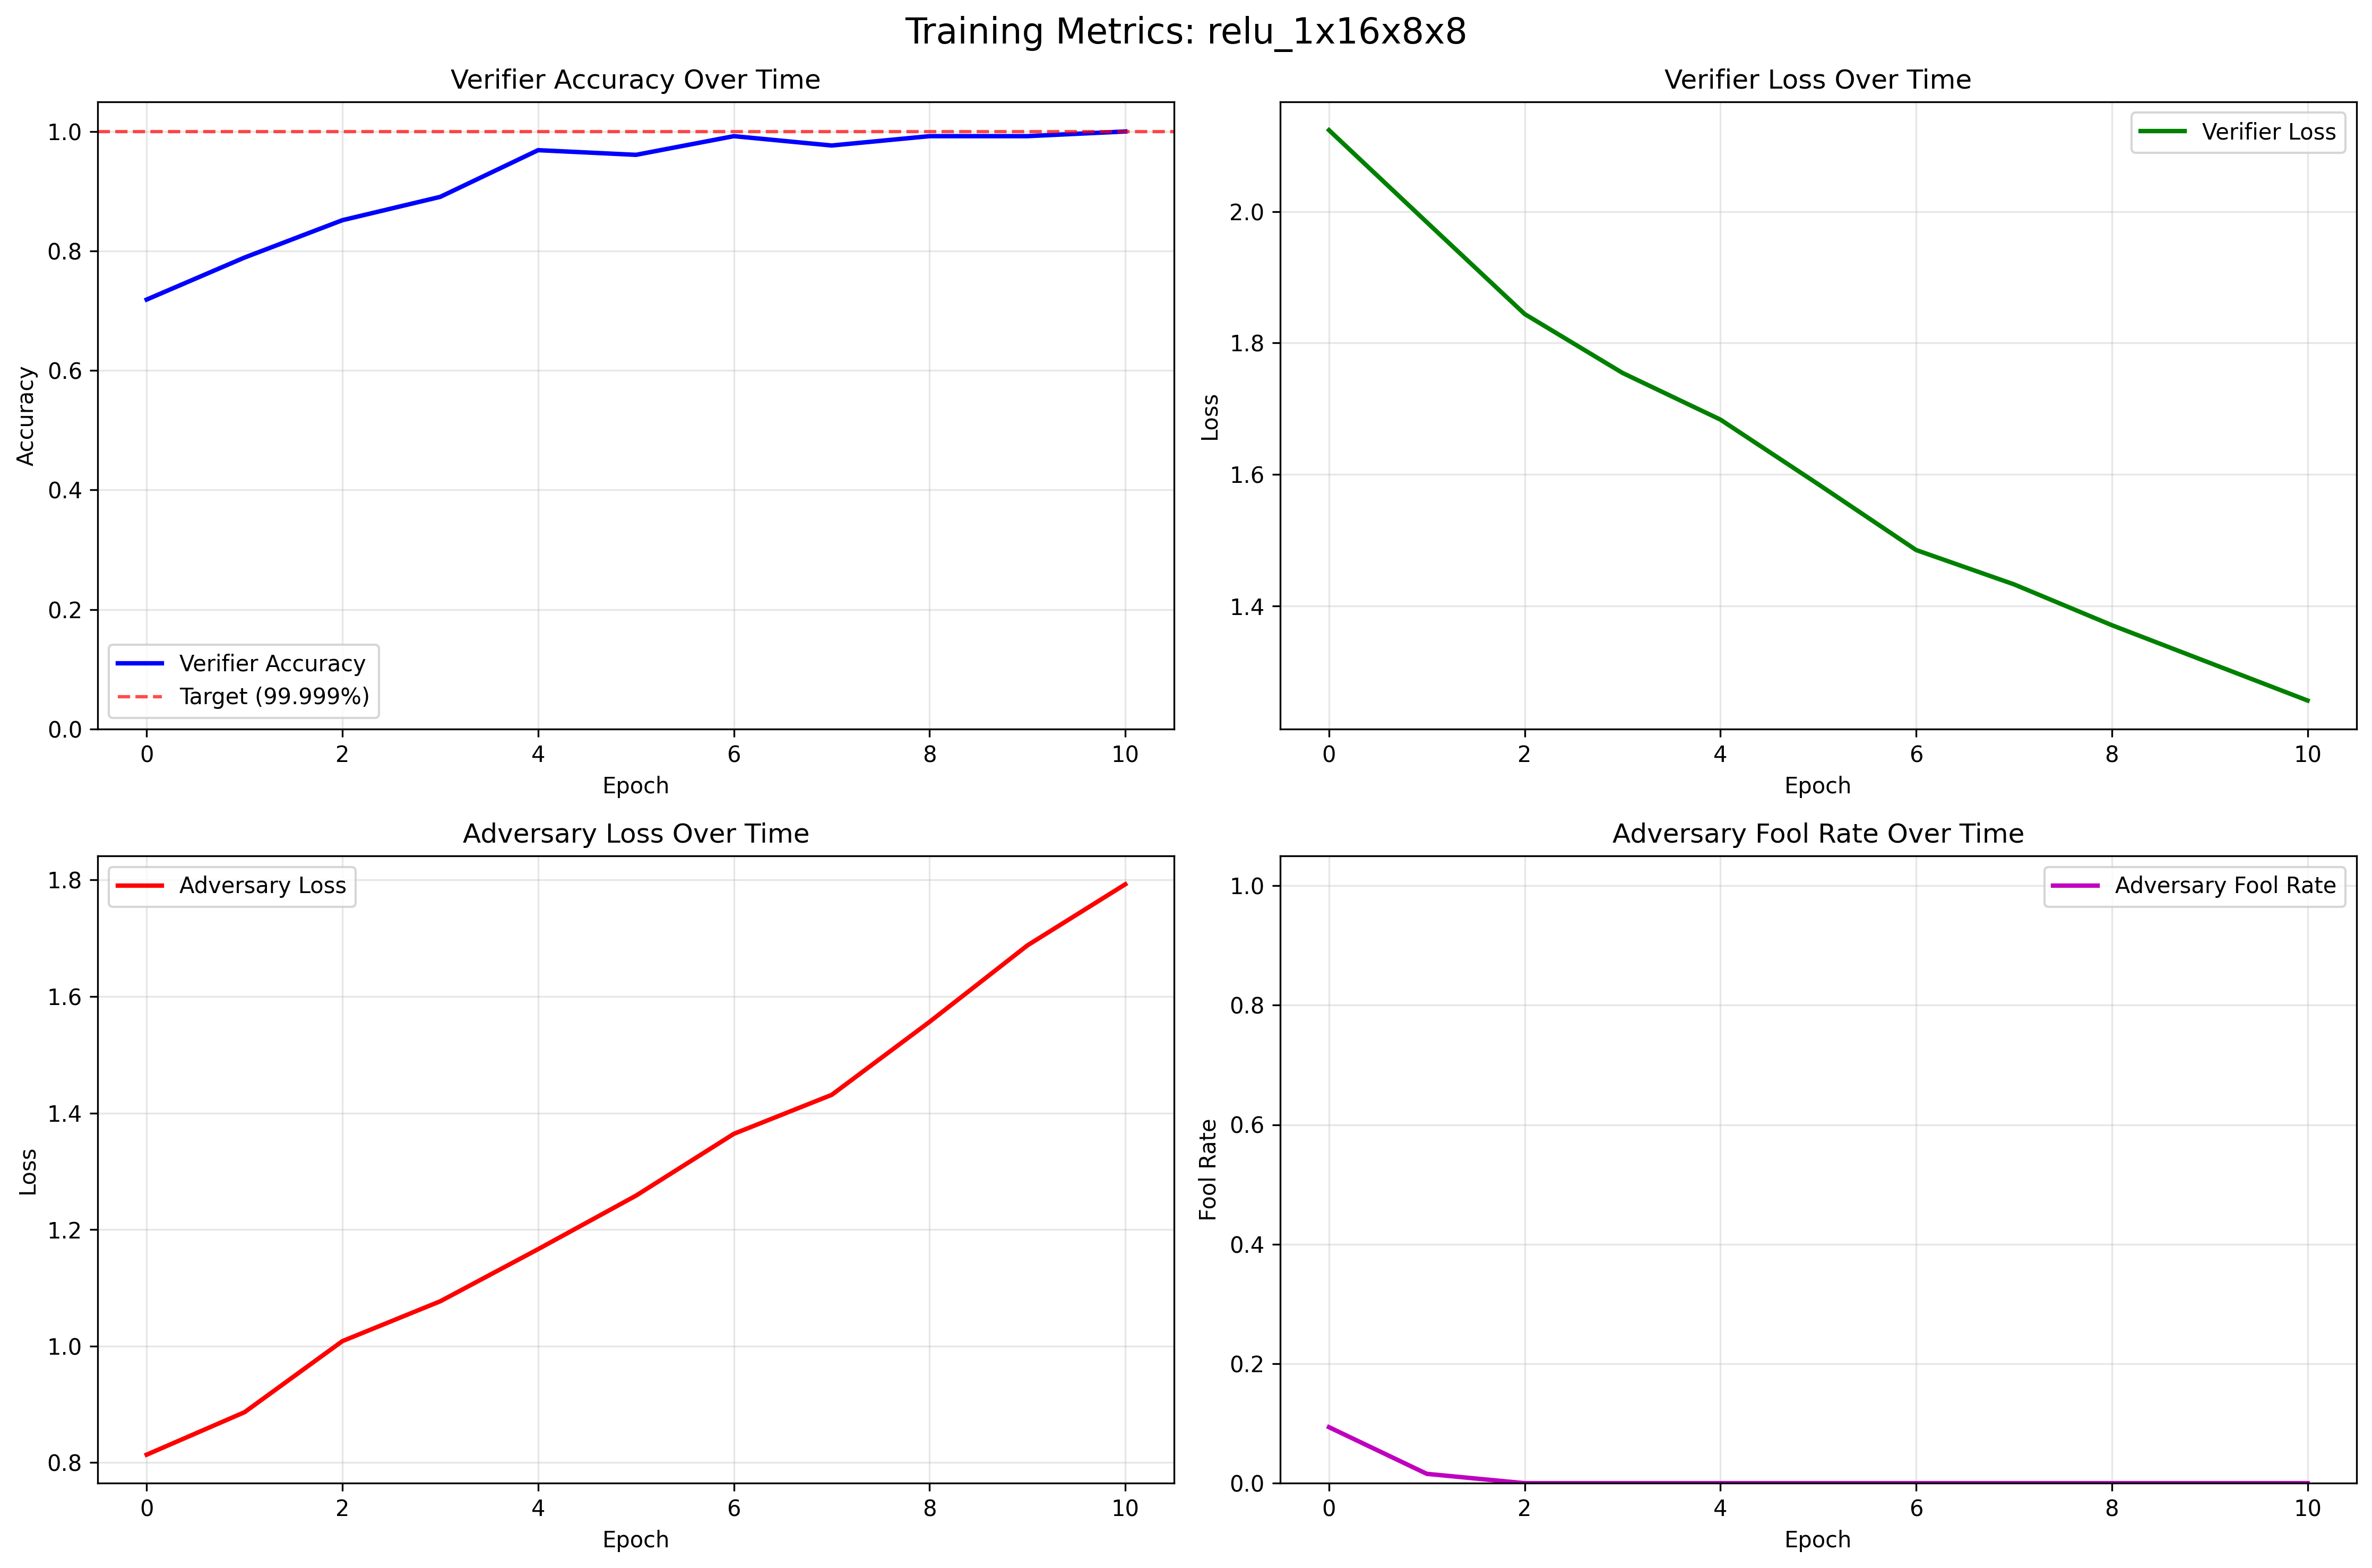 Training Metrics: relu_1x16x8x8
Verifier Accuracy Over Time
1.0
0.8
0.6
0.4
0.2
0.0
Accuracy
Verifier Accuracy
Target (99.999%)
0 2 4 6 8 10
Epoch
Verifier Loss Over Time
Verifier Loss
2.0
1.8
1.6
1.4
Loss
0 2 4 6 8 10
Epoch
Adversary Loss Over Time
Adversary Loss
1.8
1.6
1.4
1.2
1.0
0.8
Loss
0 2 4 6 8 10
Epoch
Adversary Fool Rate Over Time
Adversary Fool Rate
1.0
0.8
0.6
0.4
0.2
0.0
Fool Rate
0 2 4 6 8 10
Epoch